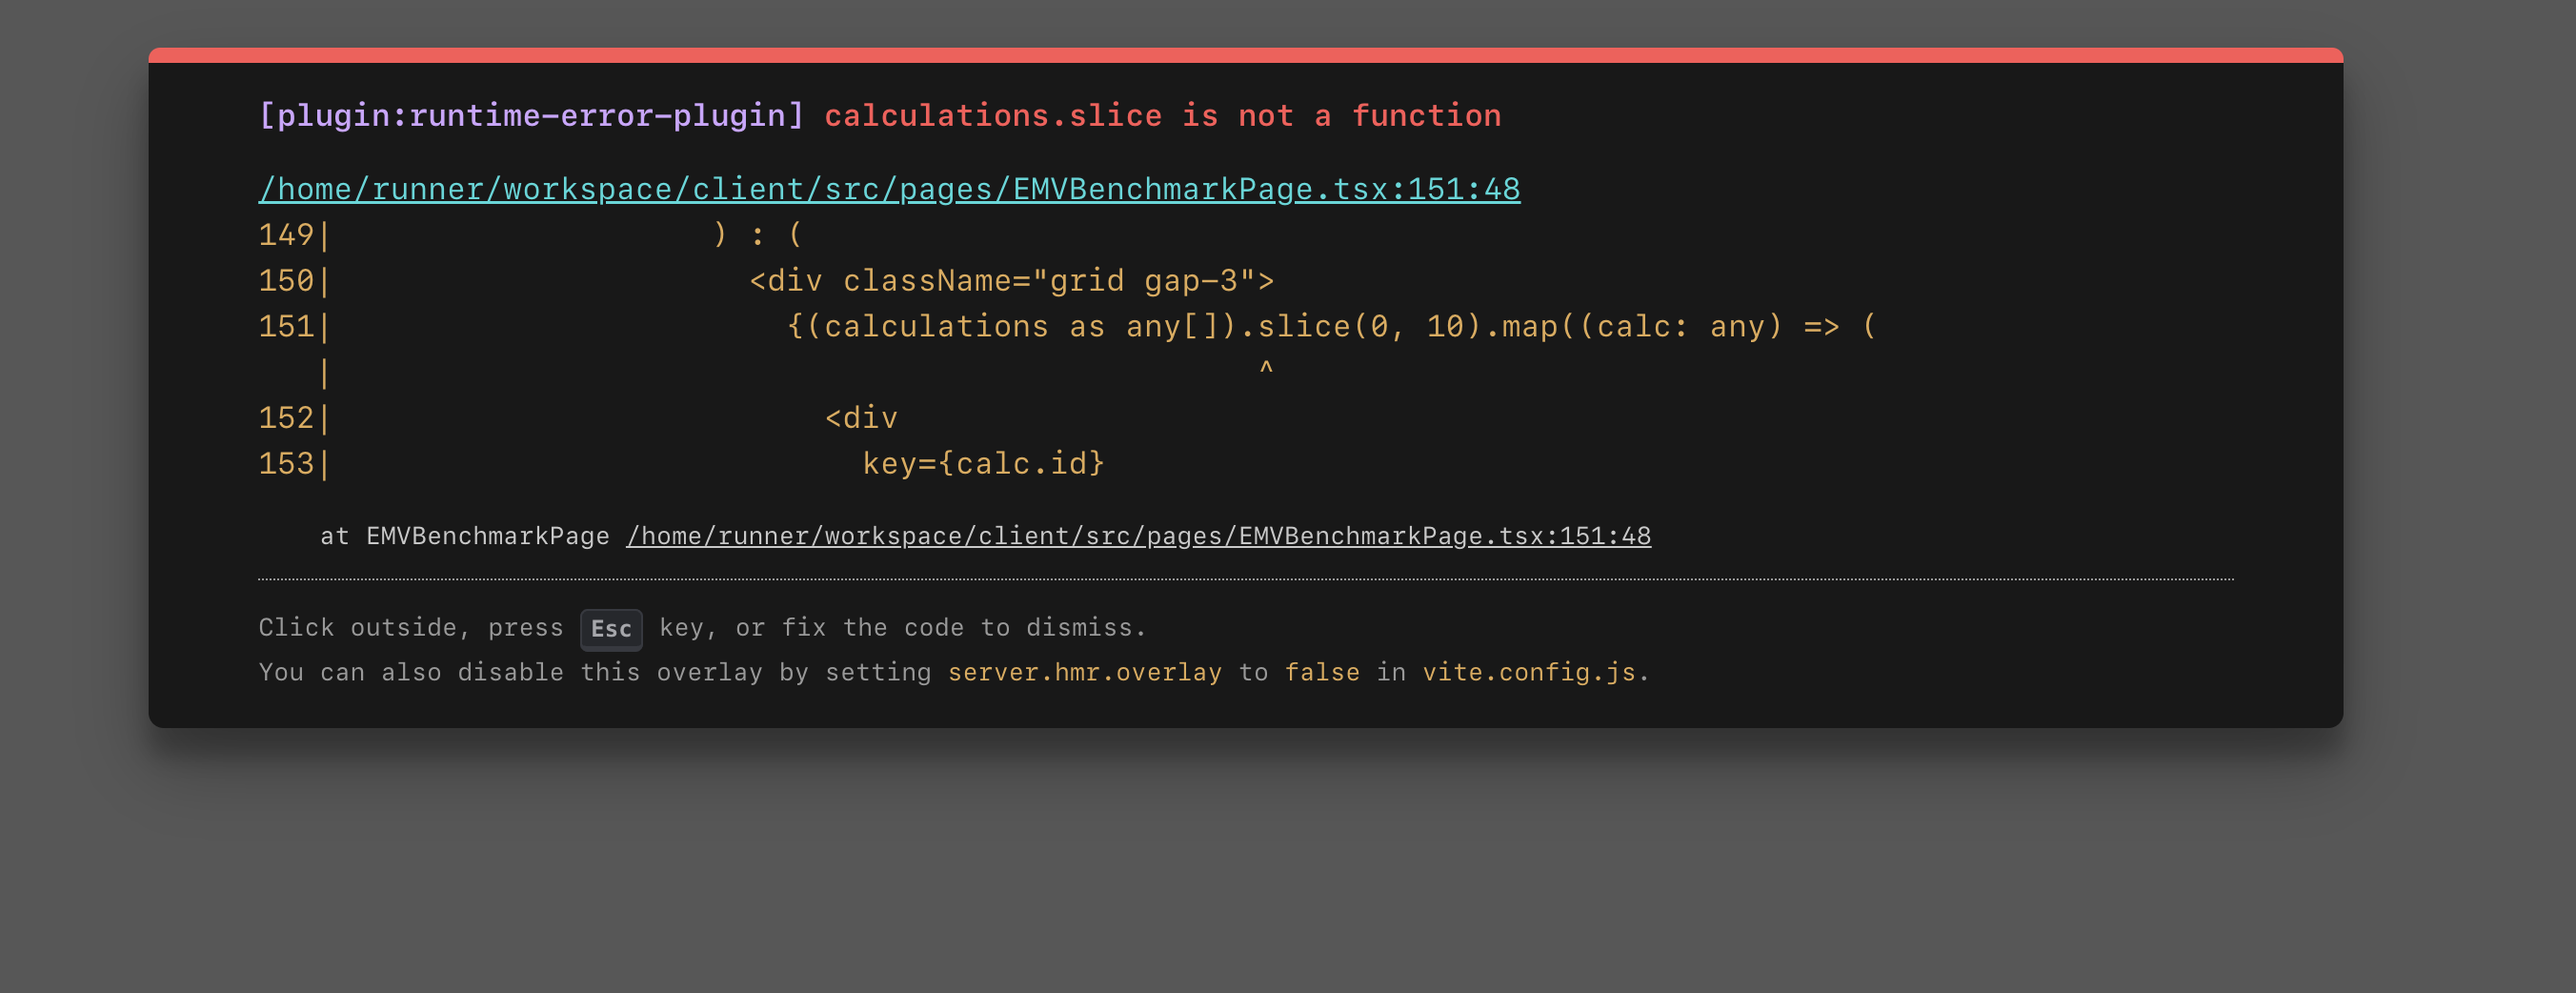 [plugin:runtime-error-plugin] calculations.slice is not a function
/home/runner/workspace/client/src/pages/EMVBenchmarkPage.tsx:151:48
149|                     ) : (
150|                       <div className="grid gap-3">
151|                         {(calculations as any[]).slice(0, 10).map((calc: any) => (
   |                                                  ^
152|                           <div
153|                             key={calc.id}
at EMVBenchmarkPage /home/runner/workspace/client/src/pages/EMVBenchmarkPage.tsx:151:48
Click outside, press Esc key, or fix the code to dismiss.
You can also disable this overlay by setting server.hmr.overlay to false in vite.config.js.